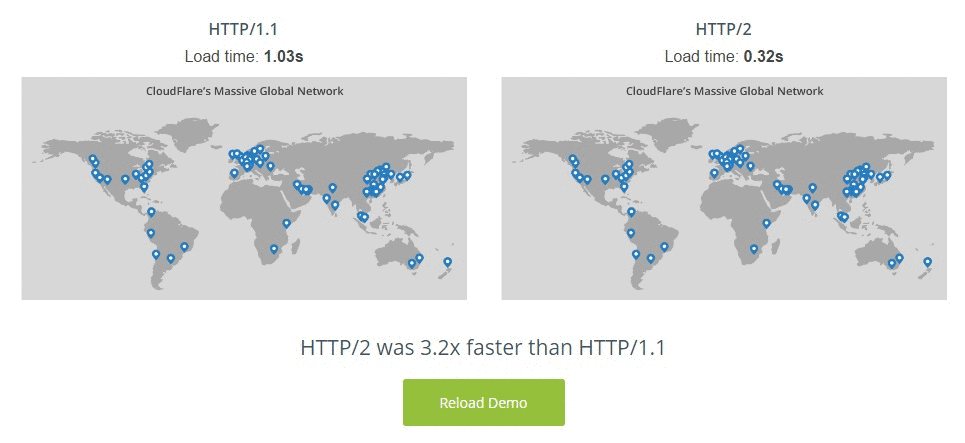 HTTP/1.1
Load time: 1.03s
CloudFlare's Massive Global Network
HTTP/2
Load time: 0.32s
CloudFlare's Massive Global Network
HTTP/2 was 3.2x faster than HTTP/1.1
Reload Demo